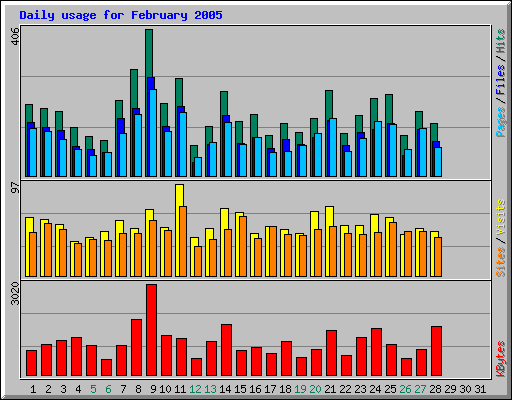 Daily usage for February 2005
406
Pages / Files / Hits
97
Sites / Visits
3020
KBytes
1 2 3 4 5 6 7 8 9 10 11 12 13 14 15 16 17 18 19 20 21 22 23 24 25 26 27 28 29 30 31